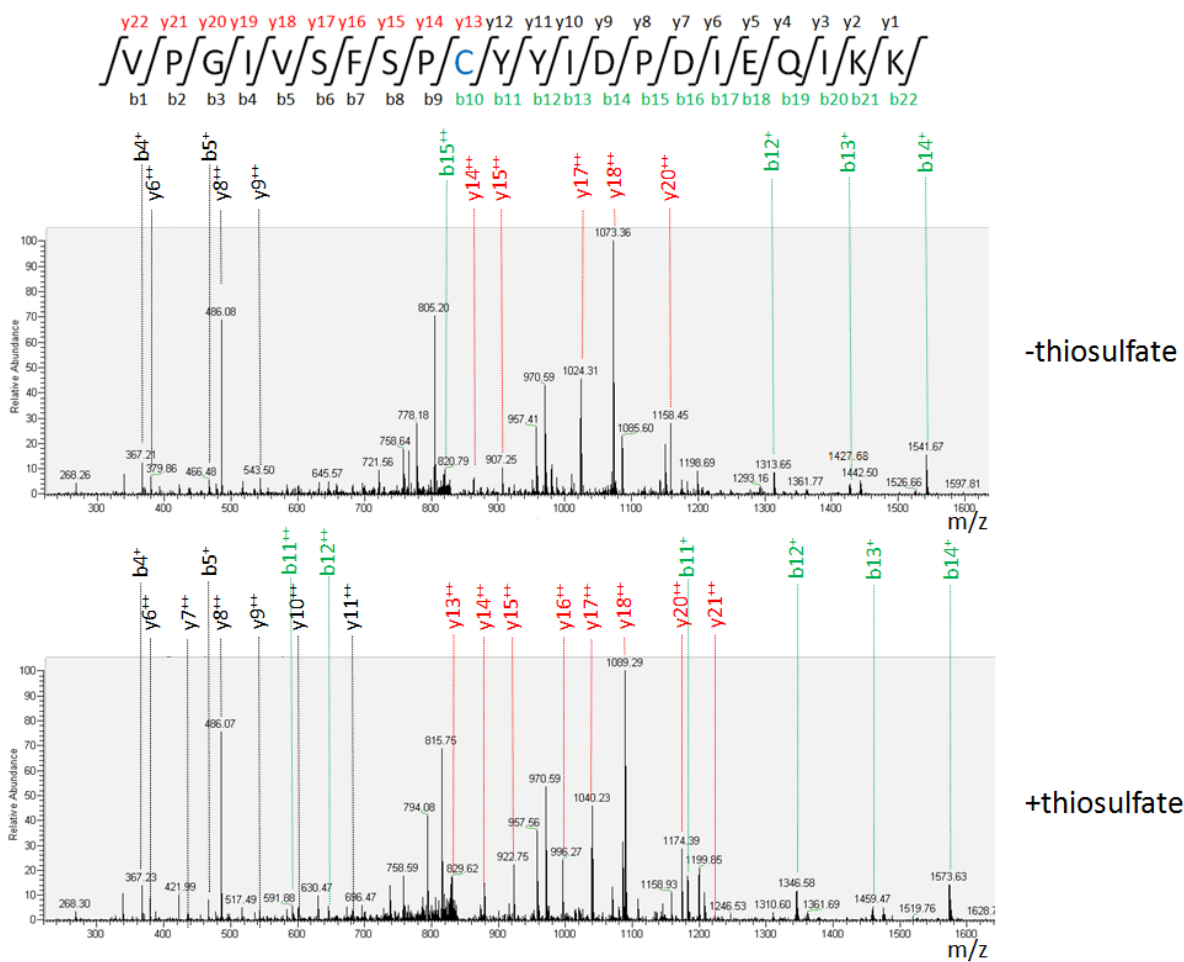 y22 y21 y20 y19 y18 y17 y16 y15 y14 y13 y12 y11 y10 y9 y8 y7 y6 y5 y4 y3 y2 y1
V P G I V S F S P C Y Y I D P D I E Q I K K
b1 b2 b3 b4 b5 b6 b7 b8 b9 b10 b11 b12 b13 b14 b15 b16 b17 b18 b19 b20 b21 b22
b4+ y6++ b5+ y8++ y9++ b15++ y14++ y15++ y17++ y18++ y20++ b12+ b13+ b14+
Relative Abundance
100 90 80 70 60 50 40 30 20 10 0
268.26 367.21 379.86 466.48 486.08 543.50 645.57 721.56 758.64 778.18 805.20 820.79 907.25 957.41 970.59 1024.31 1073.36 1085.60 1158.45 1198.69 1293.16 1313.65 1361.77 1427.68 1442.50 1526.66 1541.67 1597.81
300 400 500 600 700 800 900 1000 1100 1200 1300 1400 1500 1600
m/z
-thiosulfate
b4+ y6++ y7++ b5+ y8++ y9++ b11++ y10++ b12++ y11++ y13++ y14++ y15++ y16++ y17++ y18++ y20++ b11+ y21++ b12+ b13+ b14+
Relative Abundance
100 90 80 70 60 50 40 30 20 10 0
268.30 367.23 421.99 486.07 517.49 591.88 630.47 696.47 758.59 794.08 815.75 829.62 922.75 957.56 970.59 996.27 1040.23 1089.29 1158.93 1174.39 1199.85 1246.53 1310.60 1346.58 1361.69 1459.47 1519.76 1573.63
300 400 500 600 700 800 900 1000 1100 1200 1300 1400 1500 1600
m/z
+thiosulfate